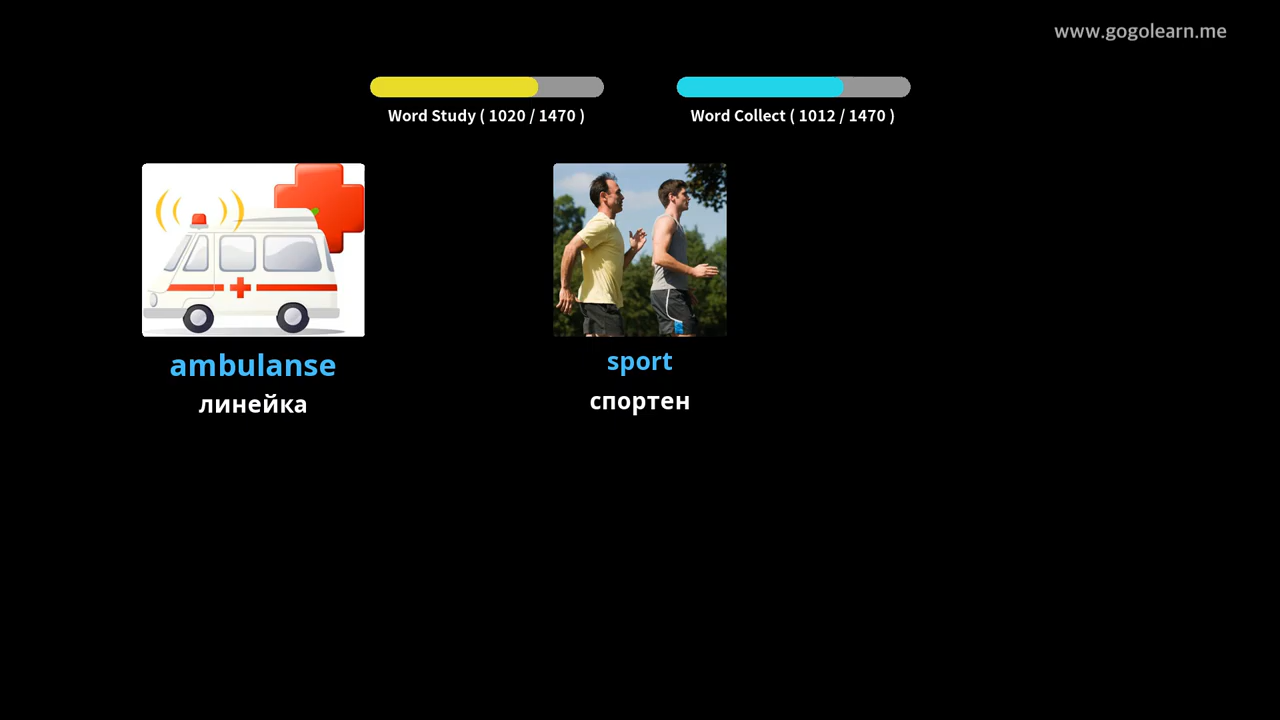 www.gogolearn.me
Word Study ( 1020 / 1470 )
Word Collect ( 1012 / 1470 )
ambulanse
линейка
sport
спортен